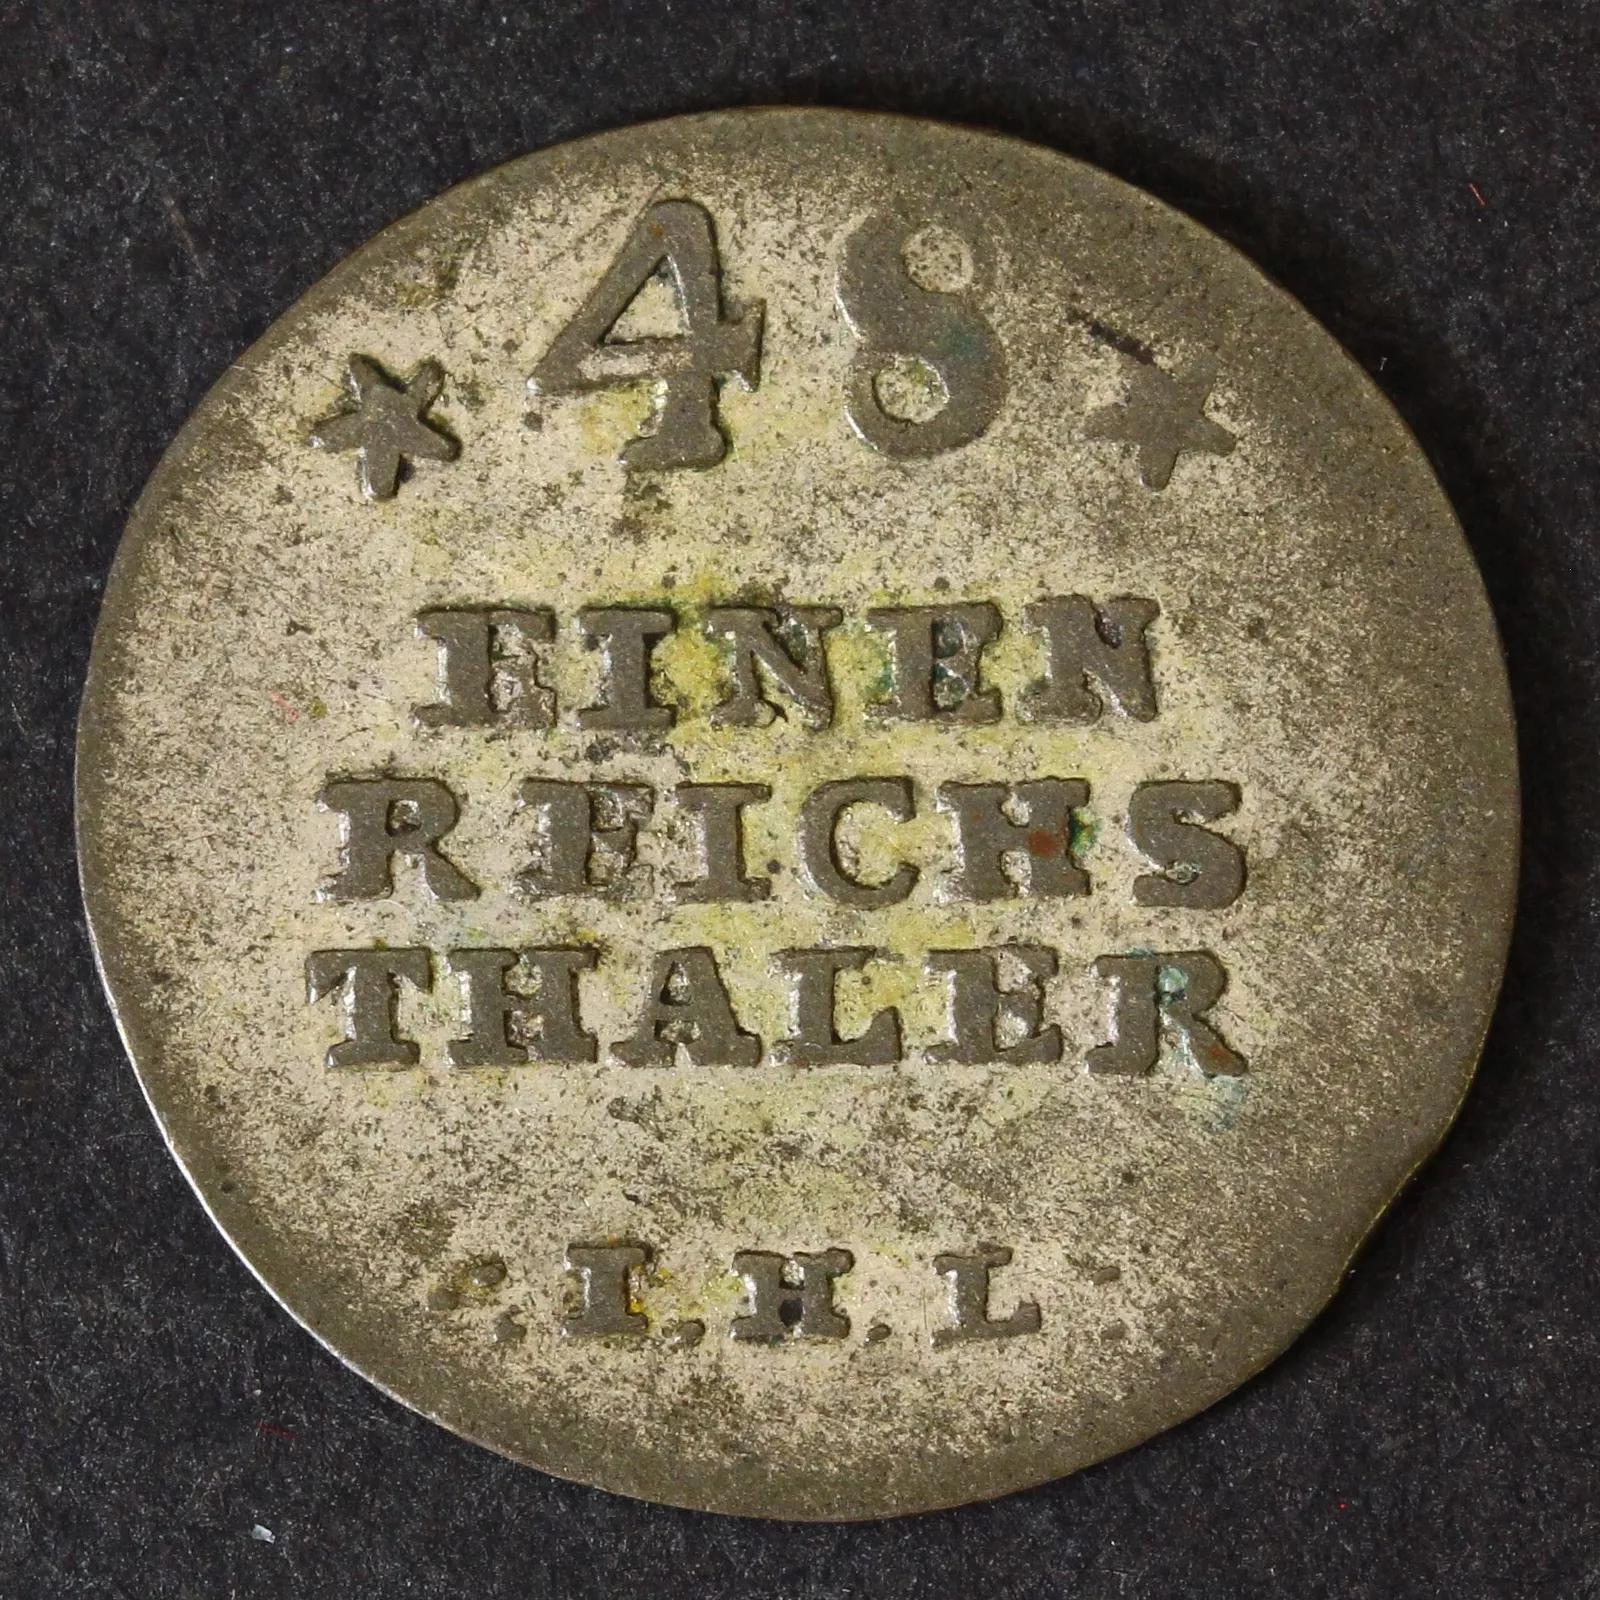 * 48 *
EINEN
REICHS
THALER
: I. H. L :